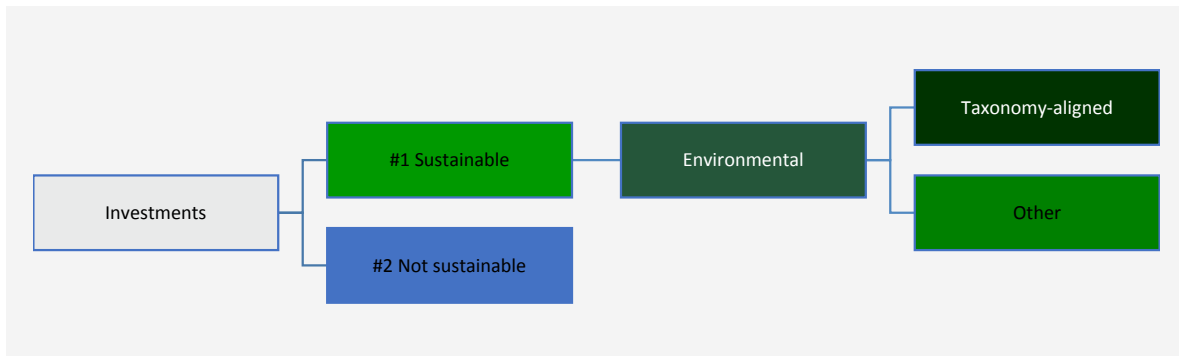 Investments
#1 Sustainable
#2 Not sustainable
Environmental
Taxonomy-aligned
Other